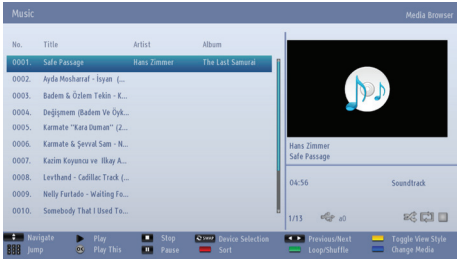 Music
Media Browser
No. Title Artist Album
0001. Safe Passage Hans Zimmer The Last Samurai
0002. Ayda Mosharraf - Isyan (...
0003. Badem & Özlem Tekin - K...
0004. Değişmem (Badem Ve Öyk...
0005. Karmate "Kara Duman" (2...
0006. Karmate & Şevval Sam - N...
0007. Kazim Koyuncu ve Ilkay A...
0008. Levthand - Cadillac Track (...
0009. Nelly Furtado - Waiting Fo...
0010. Somebody That I Used To...
Hans Zimmer
Safe Passage
04:56 Soundtrack
1/13 a0
Navigate Play Stop Device Selection Previous/Next Toggle View Style
Jump OK Play This Pause Sort Loop/Shuffle Change Media